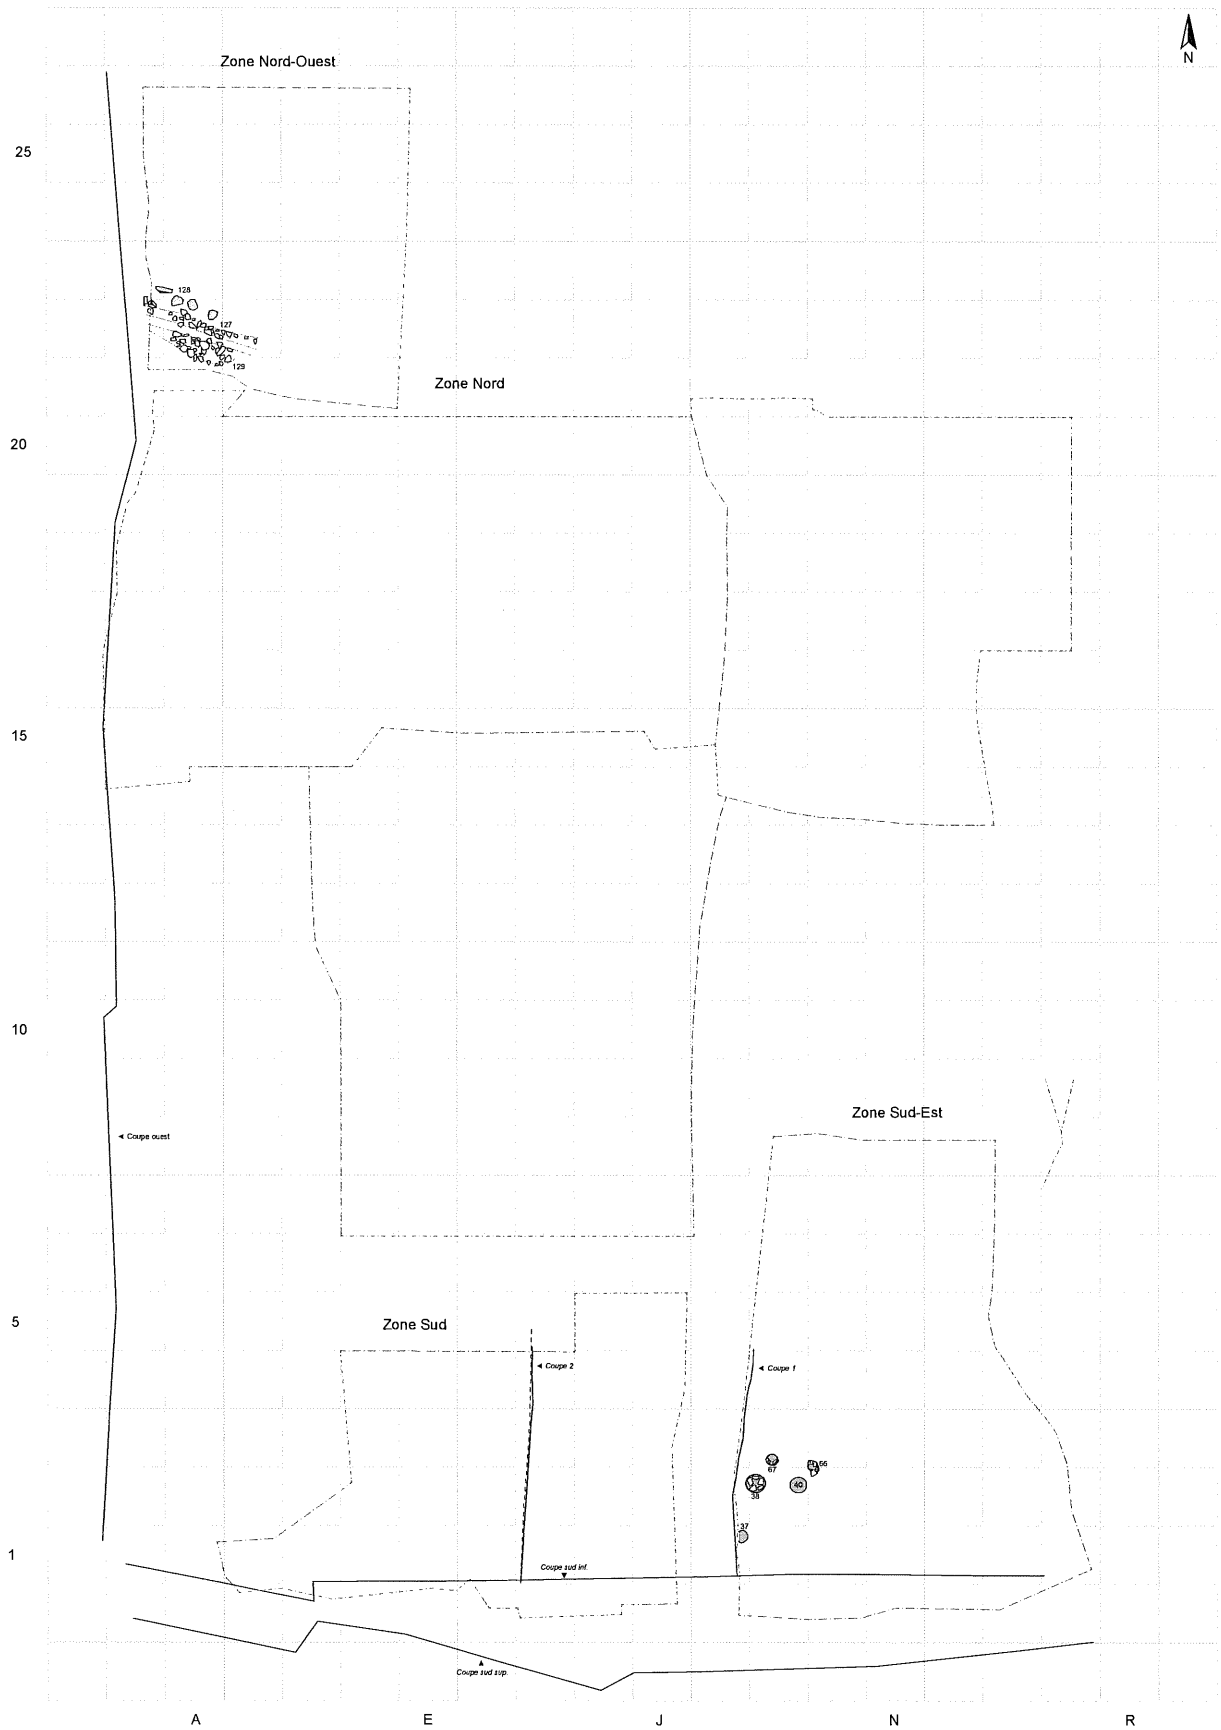 N
Zone Nord-Ouest
25
128
127
129
Zone Nord
20
15
10
Zone Sud-Est
Coupe ouest
5
Zone Sud
Coupe 2
Coupe 1
66
67
40
38
37
1
Coupe sud inf.
Coupe sud sup.
A E J N R